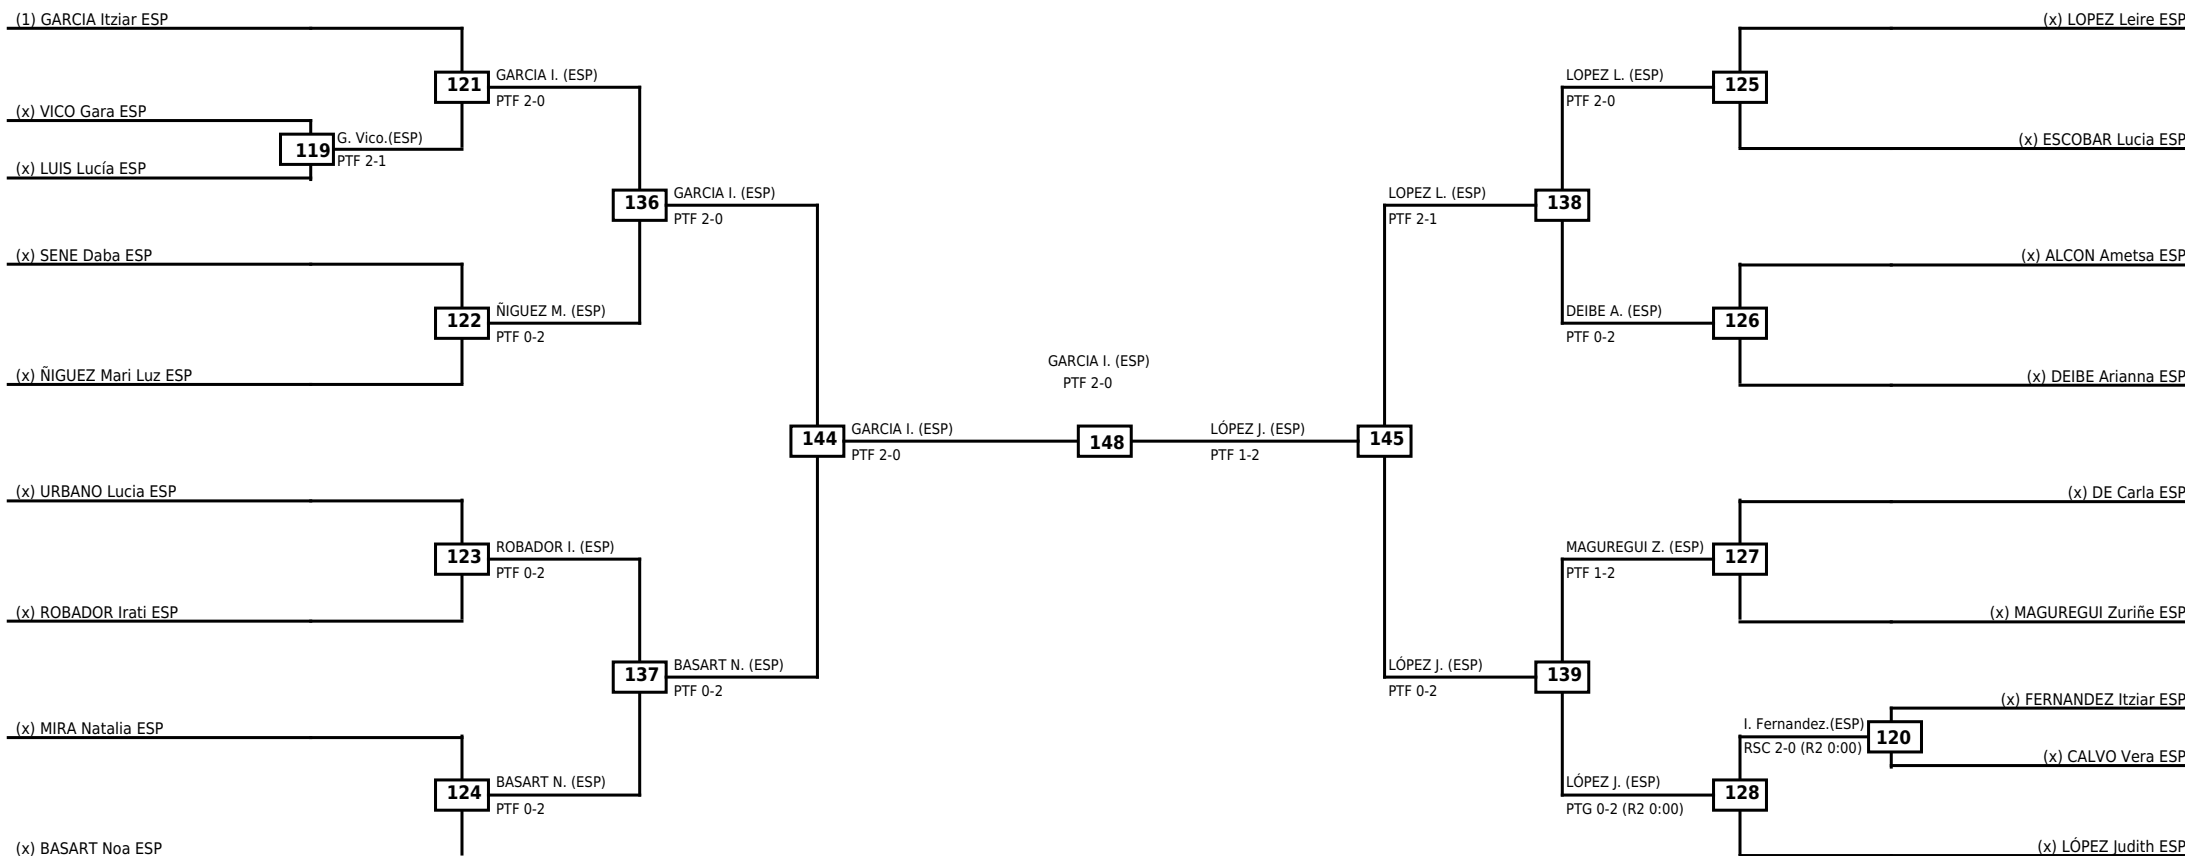 (1) GARCIA Itziar ESP
(x) LOPEZ Leire ESP
121
GARCIA I. (ESP)
PTF 2-0
LOPEZ L. (ESP)
PTF 2-0
125
(x) VICO Gara ESP
119
G. Vico.(ESP)
PTF 2-1
(x) LUIS Lucía ESP
(x) ESCOBAR Lucia ESP
136
GARCIA I. (ESP)
PTF 2-0
LOPEZ L. (ESP)
PTF 2-1
138
(x) SENE Daba ESP
(x) ALCON Ametsa ESP
122
ÑIGUEZ M. (ESP)
PTF 0-2
DEIBE A. (ESP)
PTF 0-2
126
(x) ÑIGUEZ Mari Luz ESP
(x) DEIBE Arianna ESP
GARCIA I. (ESP)
PTF 2-0
144
GARCIA I. (ESP)
PTF 2-0
148
LÓPEZ J. (ESP)
PTF 1-2
145
(x) URBANO Lucia ESP
(x) DE Carla ESP
123
ROBADOR I. (ESP)
PTF 0-2
MAGUREGUI Z. (ESP)
PTF 1-2
127
(x) ROBADOR Irati ESP
(x) MAGUREGUI Zuriñe ESP
137
BASART N. (ESP)
PTF 0-2
LÓPEZ J. (ESP)
PTF 0-2
139
(x) MIRA Natalia ESP
(x) FERNANDEZ Itziar ESP
I. Fernandez.(ESP)
RSC 2-0 (R2 0:00)
120
(x) CALVO Vera ESP
124
BASART N. (ESP)
PTF 0-2
LÓPEZ J. (ESP)
PTG 0-2 (R2 0:00)
128
(x) BASART Noa ESP
(x) LÓPEZ Judith ESP